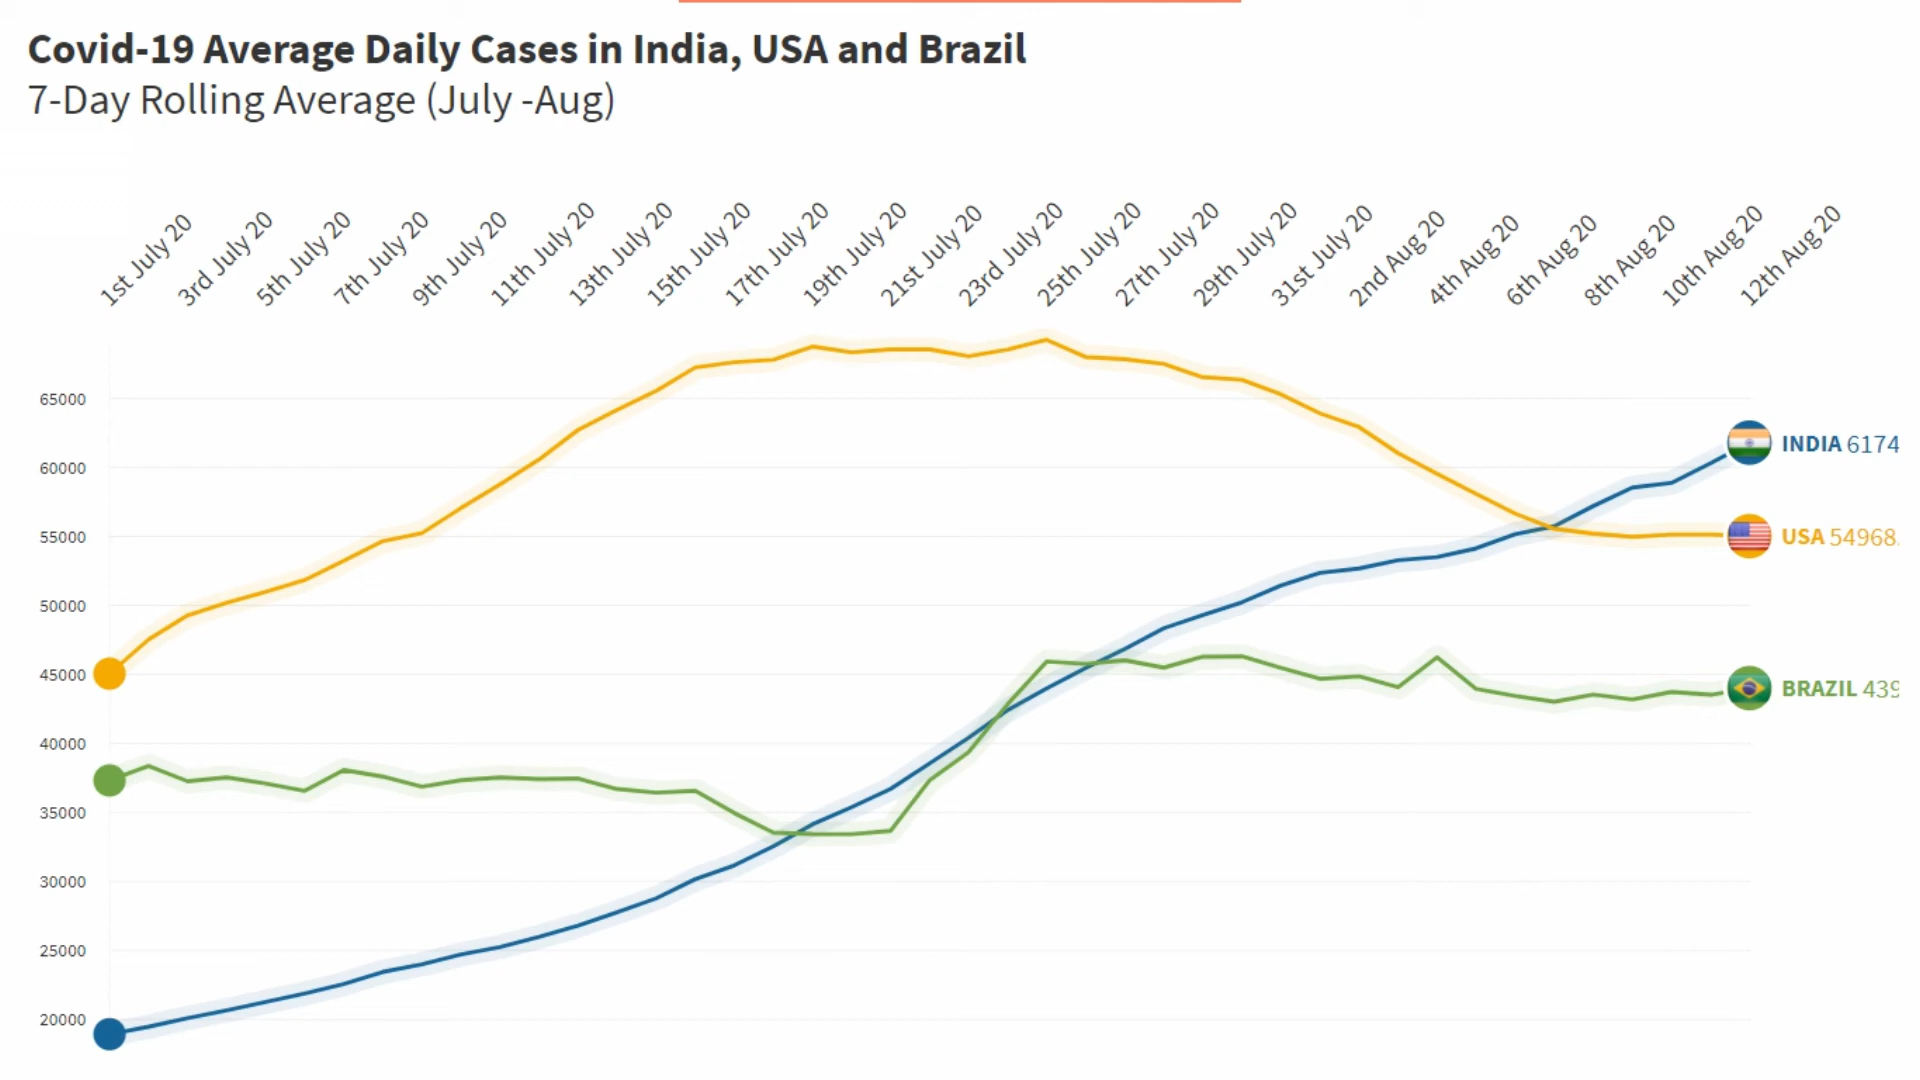 Covid-19 Average Daily Cases in India, USA and Brazil
7-Day Rolling Average (July -Aug)
1st July 20
3rd July 20
5th July 20
7th July 20
9th July 20
11th July 20
13th July 20
15th July 20
17th July 20
19th July 20
21st July 20
23rd July 20
25th July 20
27th July 20
29th July 20
31st July 20
2nd Aug 20
4th Aug 20
6th Aug 20
8th Aug 20
10th Aug 20
12th Aug 20
65000
60000
55000
50000
45000
40000
35000
30000
25000
20000
INDIA 6174
USA 54968.
BRAZIL 439